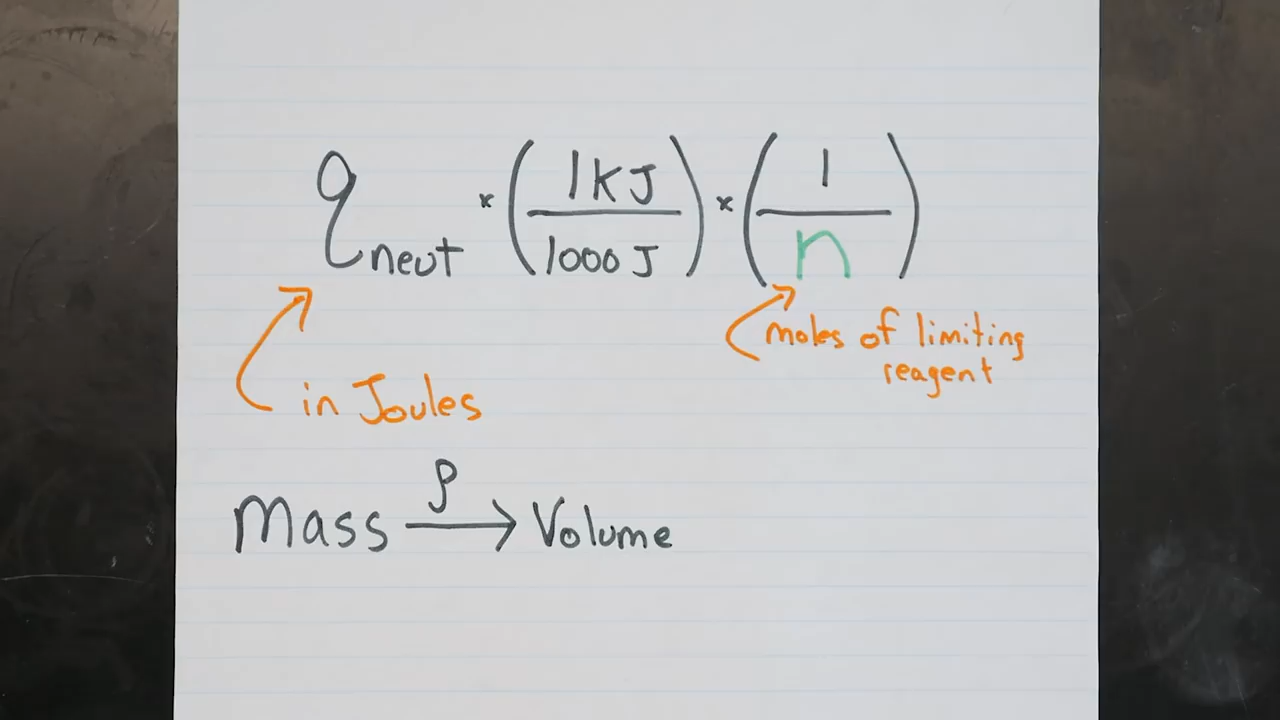 q neut × (1 kJ / 1000 J) × (1 / n)
moles of limiting
reagent
in Joules
Mass ρ → Volume